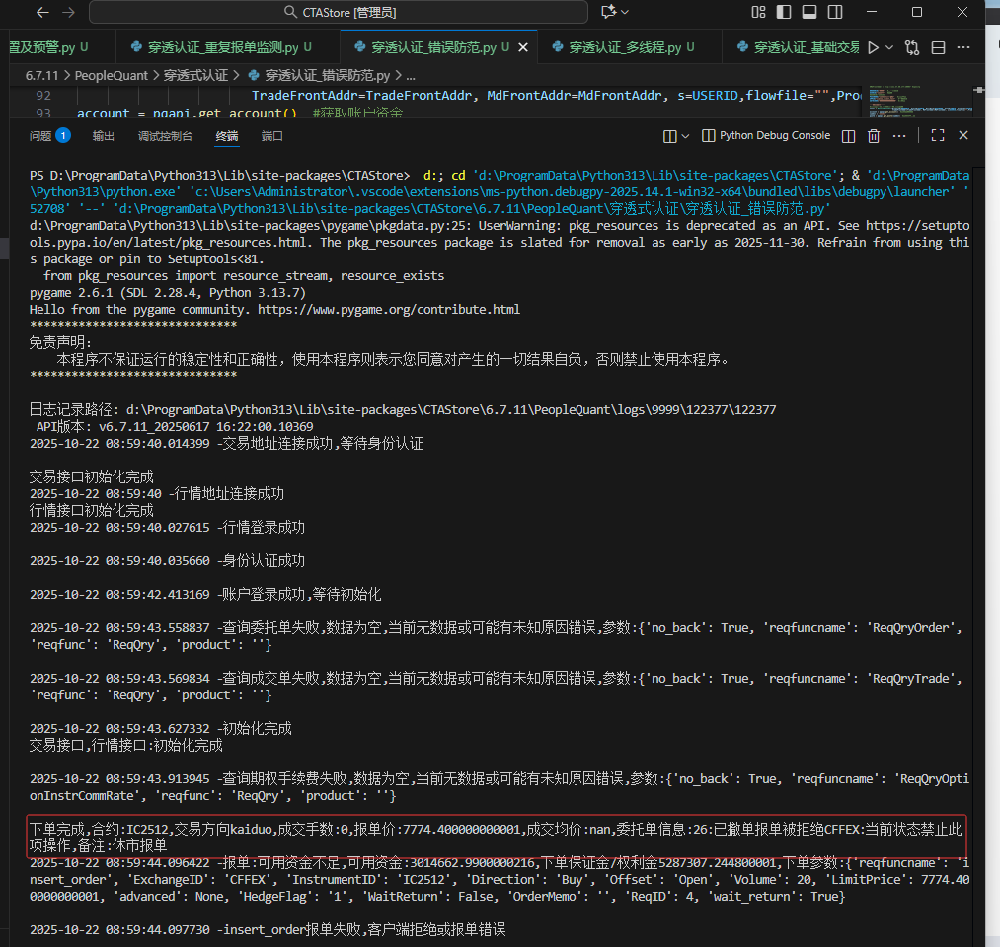 CTAStore [管理员]
置及预警.py U
穿透认证_重复报单监测.py U
穿透认证_错误防范.py U
穿透认证_多线程.py U
穿透认证_基础交易
6.7.11 > PeopleQuant > 穿透式认证 > 穿透认证_错误防范.py > ...
92 TradeFrontAddr=TradeFrontAddr, MdFrontAddr=MdFrontAddr, s=USERID,flowfile="",Pro
93 account = pqapi.get_account() #获取账户资金
问题 1 输出 调试控制台 终端 端口
Python Debug Console
PS D:\ProgramData\Python313\Lib\site-packages\CTAStore> d:; cd 'd:\ProgramData\Python313\Lib\site-packages\CTAStore'; & 'd:\ProgramData
\Python313\python.exe' 'c:\Users\Administrator\.vscode\extensions\ms-python.debugpy-2025.14.1-win32-x64\bundled\libs\debugpy\launcher' '
52708' '--' 'd:\ProgramData\Python313\Lib\site-packages\CTAStore\6.7.11\PeopleQuant\穿透式认证\穿透认证_错误防范.py'
d:\ProgramData\Python313\Lib\site-packages\pygame\pkgdata.py:25: UserWarning: pkg_resources is deprecated as an API. See https://setupto
ols.pypa.io/en/latest/pkg_resources.html. The pkg_resources package is slated for removal as early as 2025-11-30. Refrain from using thi
s package or pin to Setuptools<81.
from pkg_resources import resource_stream, resource_exists
pygame 2.6.1 (SDL 2.28.4, Python 3.13.7)
Hello from the pygame community. https://www.pygame.org/contribute.html
******************************
免责声明:
本程序不保证运行的稳定性和正确性，使用本程序则表示您同意对产生的一切结果自负，否则禁止使用本程序。
******************************
日志记录路径: d:\ProgramData\Python313\Lib\site-packages\CTAStore\6.7.11\PeopleQuant\logs\9999\122377\122377
API版本: v6.7.11_20250617 16:22:00.10369
2025-10-22 08:59:40.014399 -交易地址连接成功,等待身份认证
交易接口初始化完成
2025-10-22 08:59:40 -行情地址连接成功
行情接口初始化完成
2025-10-22 08:59:40.027615 -行情登录成功
2025-10-22 08:59:40.035660 -身份认证成功
2025-10-22 08:59:42.413169 -账户登录成功,等待初始化
2025-10-22 08:59:43.558837 -查询委托单失败,数据为空,当前无数据或可能有未知原因错误,参数:{'no_back': True, 'reqfuncname': 'ReqQryOrder',
'reqfunc': 'ReqQry', 'product': ''}
2025-10-22 08:59:43.569834 -查询成交单失败,数据为空,当前无数据或可能有未知原因错误,参数:{'no_back': True, 'reqfuncname': 'ReqQryTrade',
'reqfunc': 'ReqQry', 'product': ''}
2025-10-22 08:59:43.627332 -初始化完成
交易接口,行情接口:初始化完成
2025-10-22 08:59:43.913945 -查询期权手续费失败,数据为空,当前无数据或可能有未知原因错误,参数:{'no_back': True, 'reqfuncname': 'ReqQryOpti
onInstrCommRate', 'reqfunc': 'ReqQry', 'product': ''}
下单完成,合约:IC2512,交易方向kaiduo,成交手数:0,报单价:7774.400000000001,成交均价:nan,委托单信息:26:已撤单报单被拒绝CFFEX:当前状态禁止此
项操作,备注:休市报单
2025-10-22 08:59:44.096422 -报单:可用资金不足,可用资金:3014662.9900000216,下单保证金/权利金5287307.244800001,下单参数:{'reqfuncname': 'i
nsert_order', 'ExchangeID': 'CFFEX', 'InstrumentID': 'IC2512', 'Direction': 'Buy', 'Offset': 'Open', 'Volume': 20, 'LimitPrice': 7774.40
00000000001, 'advanced': None, 'HedgeFlag': '1', 'WaitReturn': False, 'OrderMemo': '', 'ReqID': 4, 'wait_return': True}
2025-10-22 08:59:44.097730 -insert_order报单失败,客户端拒绝或报单错误